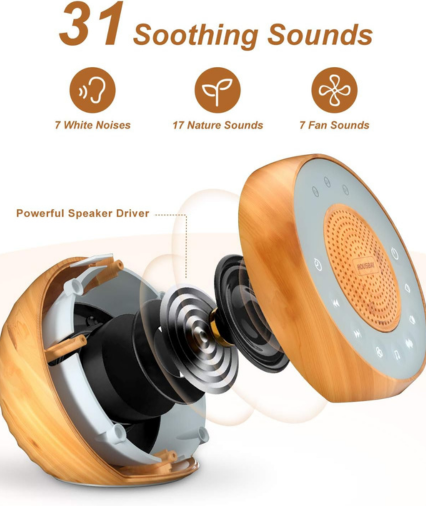 31 Soothing Sounds
7 White Noises
17 Nature Sounds
7 Fan Sounds
Powerful Speaker Driver